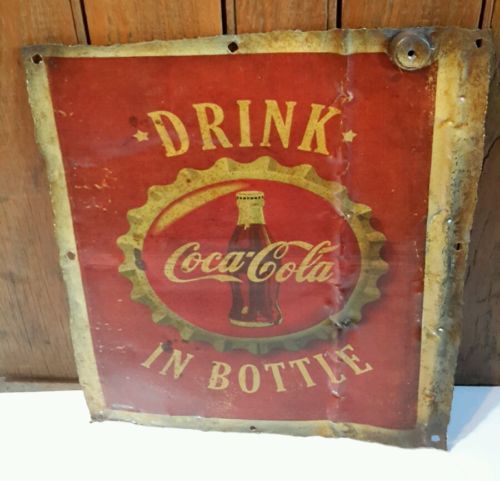 DRINK
Coca-Cola
IN BOTTLE